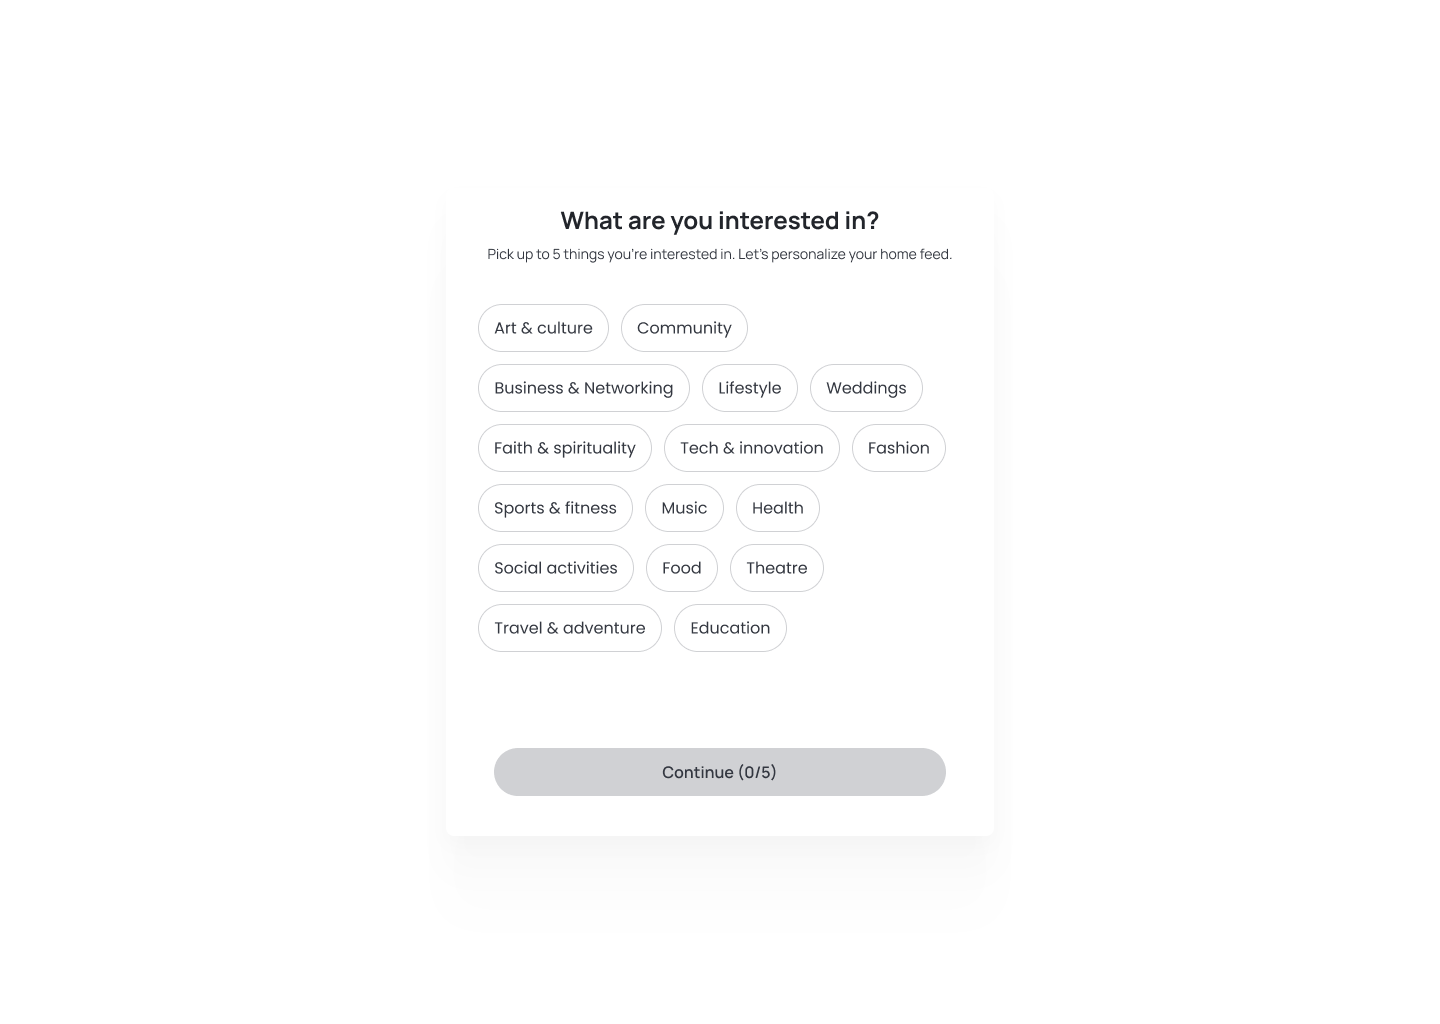 What are you interested in?
Pick up to 5 things you're interested in. Let's personalize your home feed.
Art & culture Community
Business & Networking Lifestyle Weddings
Faith & spirituality Tech & innovation Fashion
Sports & fitness Music Health
Social activities Food Theatre
Travel & adventure Education
Continue (0/5)